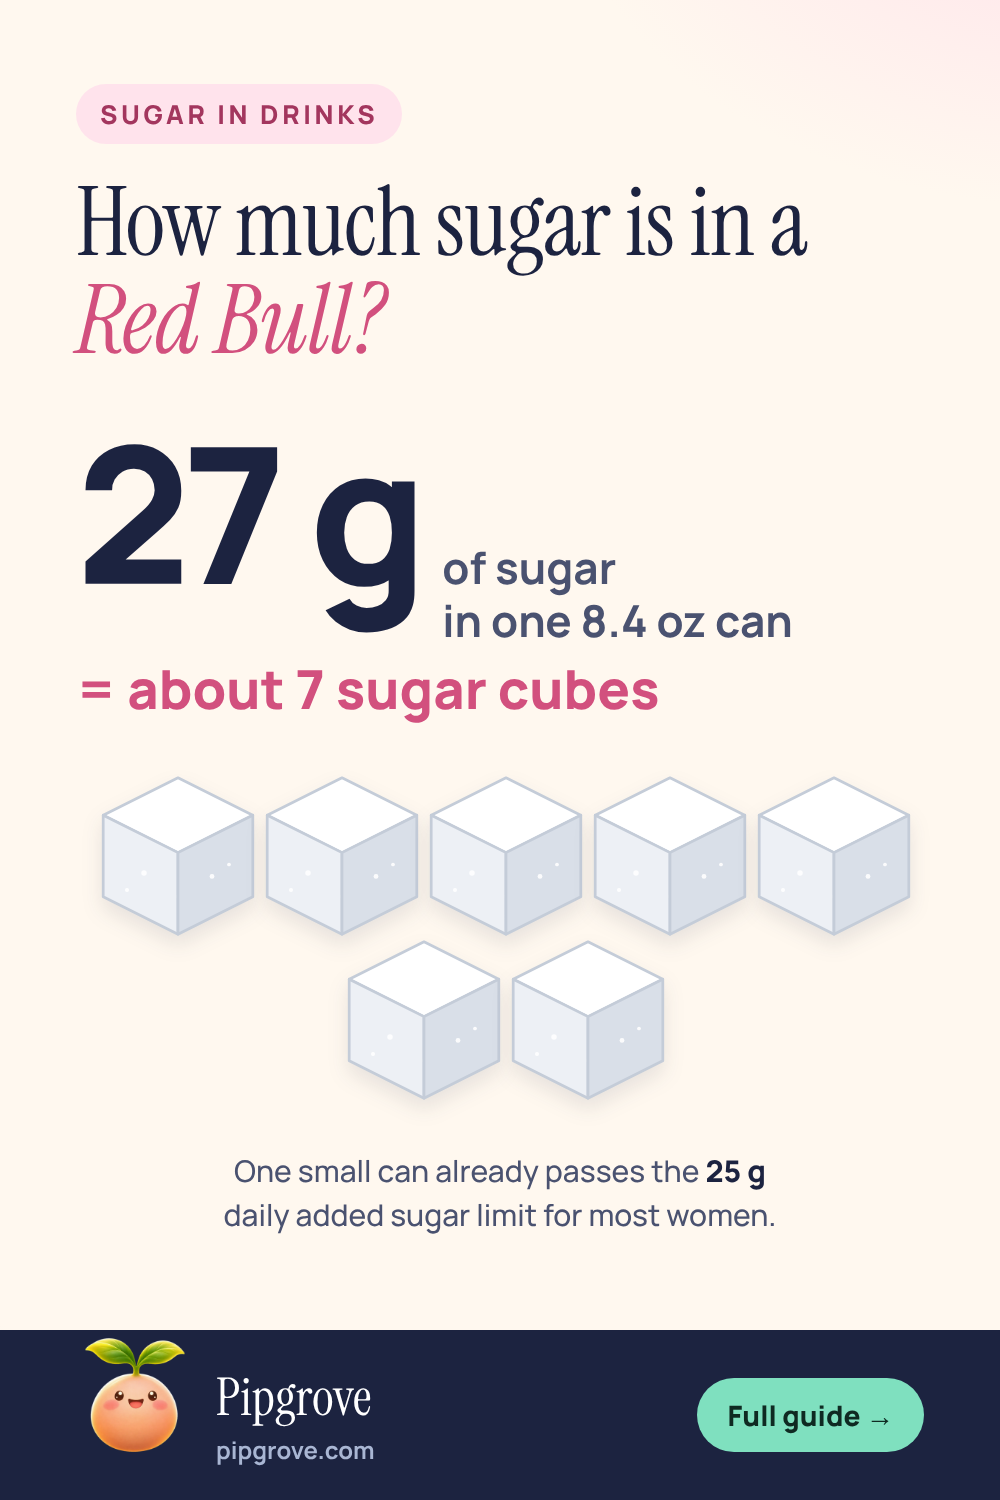 SUGAR IN DRINKS
How much sugar is in a
Red Bull?
27 g
of sugar
in one 8.4 oz can
= about 7 sugar cubes
One small can already passes the 25 g
daily added sugar limit for most women.
Pipgrove
pipgrove.com
Full guide →